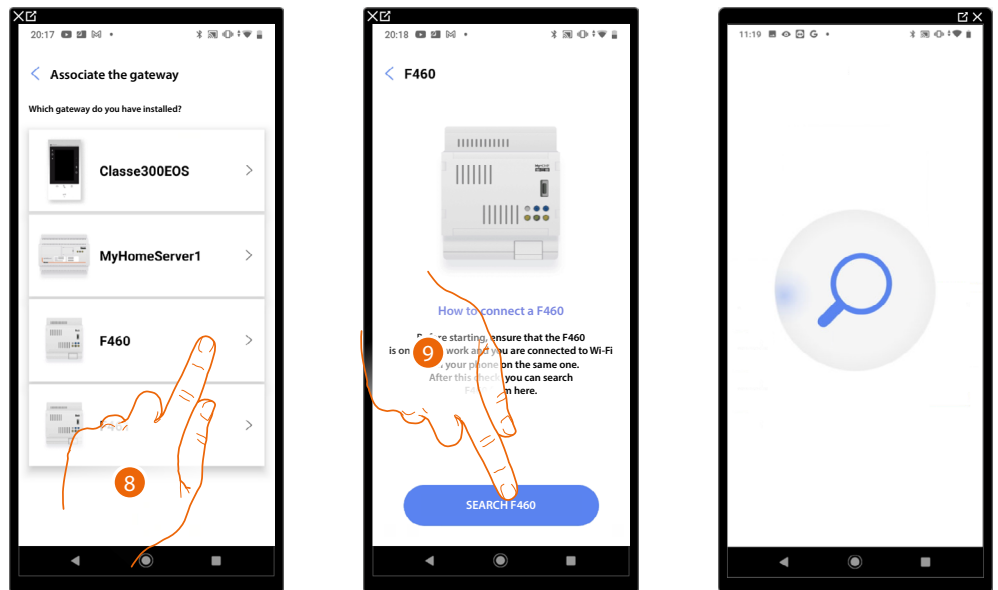 20:17
Associate the gateway
Which gateway do you have installed?
Classe300EOS
MyHomeServer1
F460
8
20:18
F460
How to connect a F460
re starting, ensure that the F460
is on work and you are connected to Wi-Fi
your phone on the same one.
After this check, you can search
here.
9
SEARCH F460
11:19
G